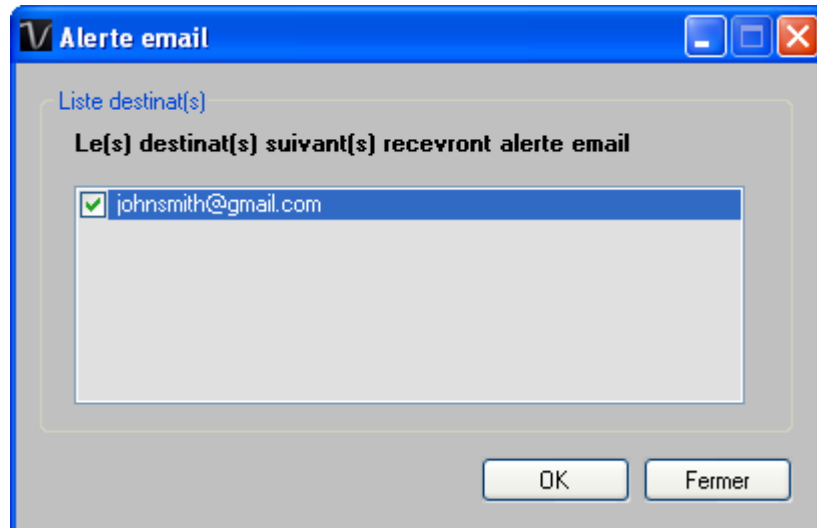 Alerte email
Liste destinat(s)
Le(s) destinat(s) suivant(s) recevront alerte email
johnsmith@gmail.com
OK
Fermer